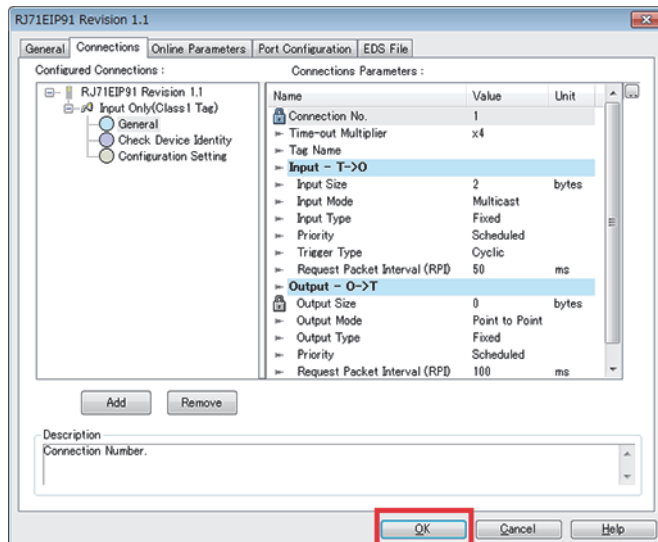 RJ71EIP91 Revision 1.1
General Connections Online Parameters Port Configuration EDS File
Configured Connections :
RJ71EIP91 Revision 1.1
Input Only(Class1 Tag)
General
Check Device Identity
Configuration Setting
Connections Parameters :
Name Value Unit
Connection No. 1
Time-out Multiplier x4
Tag Name
Input - T->O
Input Size 2 bytes
Input Mode Multicast
Input Type Fixed
Priority Scheduled
Trigger Type Cyclic
Request Packet Interval (RPI) 50 ms
Output - O->T
Output Size 0 bytes
Output Mode Point to Point
Output Type Fixed
Priority Scheduled
Request Packet Interval (RPI) 100 ms
...
Add Remove
Description
Connection Number.
OK Cancel Help